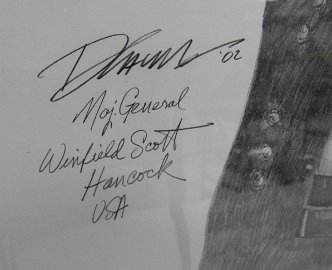 '02
Maj. General
Winfield Scott
Hancock
USA